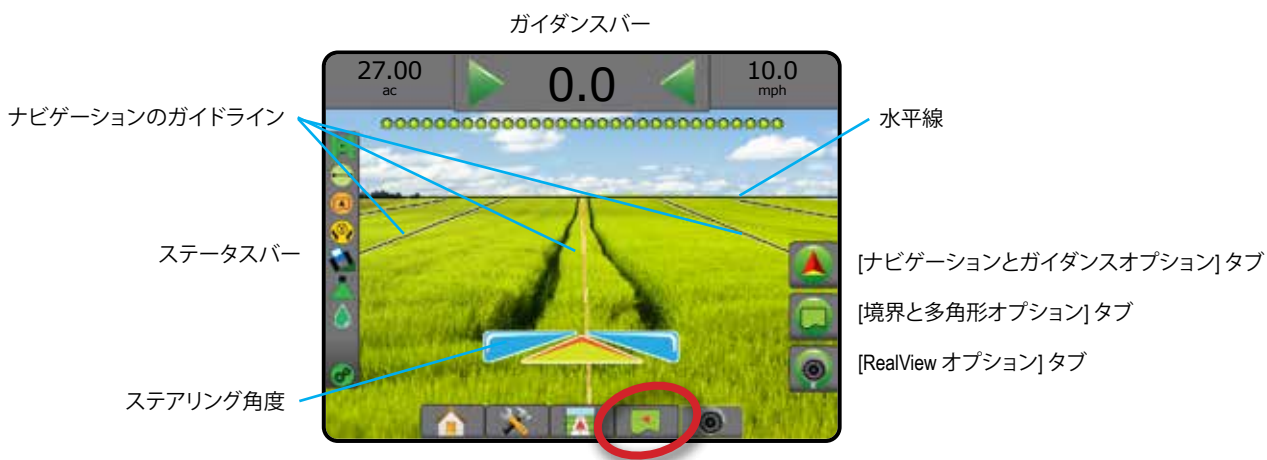 ガイダンスバー
27.00
ac
0.0
10.0
mph
ナビゲーションのガイドライン
水平線
ステータスバー
[ナビゲーションとガイダンスオプション] タブ
[境界と多角形オプション] タブ
[RealView オプション] タブ
ステアリング角度